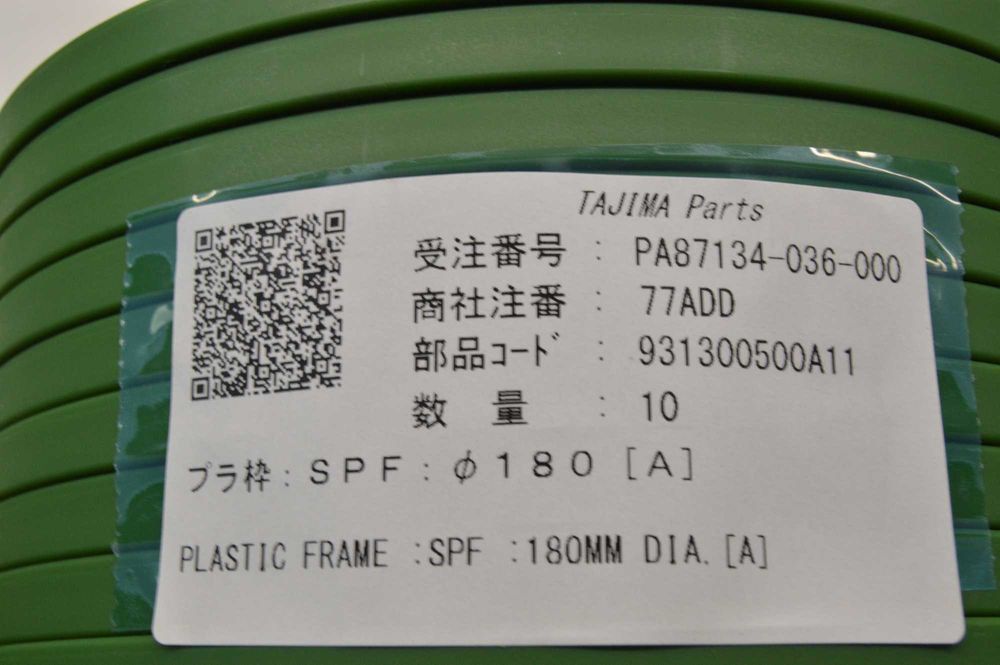 TAJIMA Parts
受注番号 : PA87134-036-000
商社注番 : 77ADD
部品ｺｰﾄﾞ : 931300500A11
数　量 : 10
プラ枠：ＳＰＦ：φ１８０［Ａ］
PLASTIC FRAME :SPF :180MM DIA.[A]